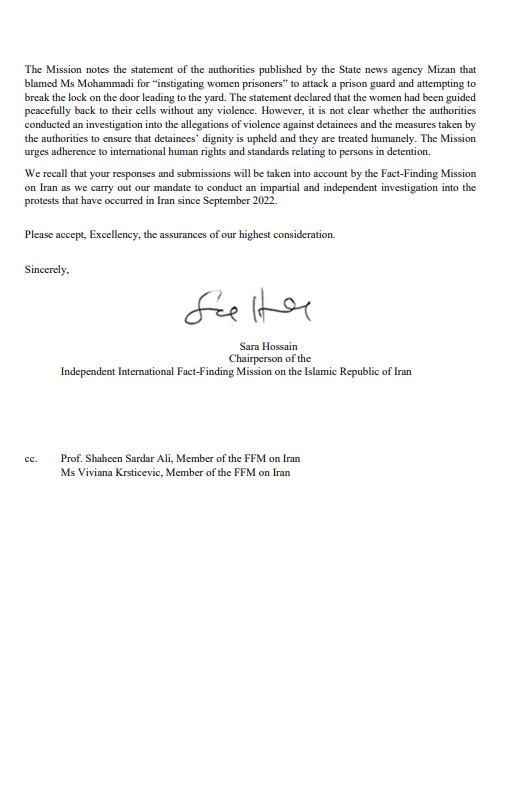 The Mission notes the statement of the authorities published by the State news agency Mizan that
blamed Ms Mohammadi for “instigating women prisoners” to attack a prison guard and attempting to
break the lock on the door leading to the yard. The statement declared that the women had been guided
peacefully back to their cells without any violence. However, it is not clear whether the authorities
conducted an investigation into the allegations of violence against detainees and the measures taken by
the authorities to ensure that detainees’ dignity is upheld and they are treated humanely. The Mission
urges adherence to international human rights and standards relating to persons in detention.
We recall that your responses and submissions will be taken into account by the Fact-Finding Mission
on Iran as we carry out our mandate to conduct an impartial and independent investigation into the
protests that have occurred in Iran since September 2022.
Please accept, Excellency, the assurances of our highest consideration.
Sincerely,
Sara Hossain
Chairperson of the
Independent International Fact-Finding Mission on the Islamic Republic of Iran
cc. Prof. Shaheen Sardar Ali, Member of the FFM on Iran
Ms Viviana Krsticevic, Member of the FFM on Iran